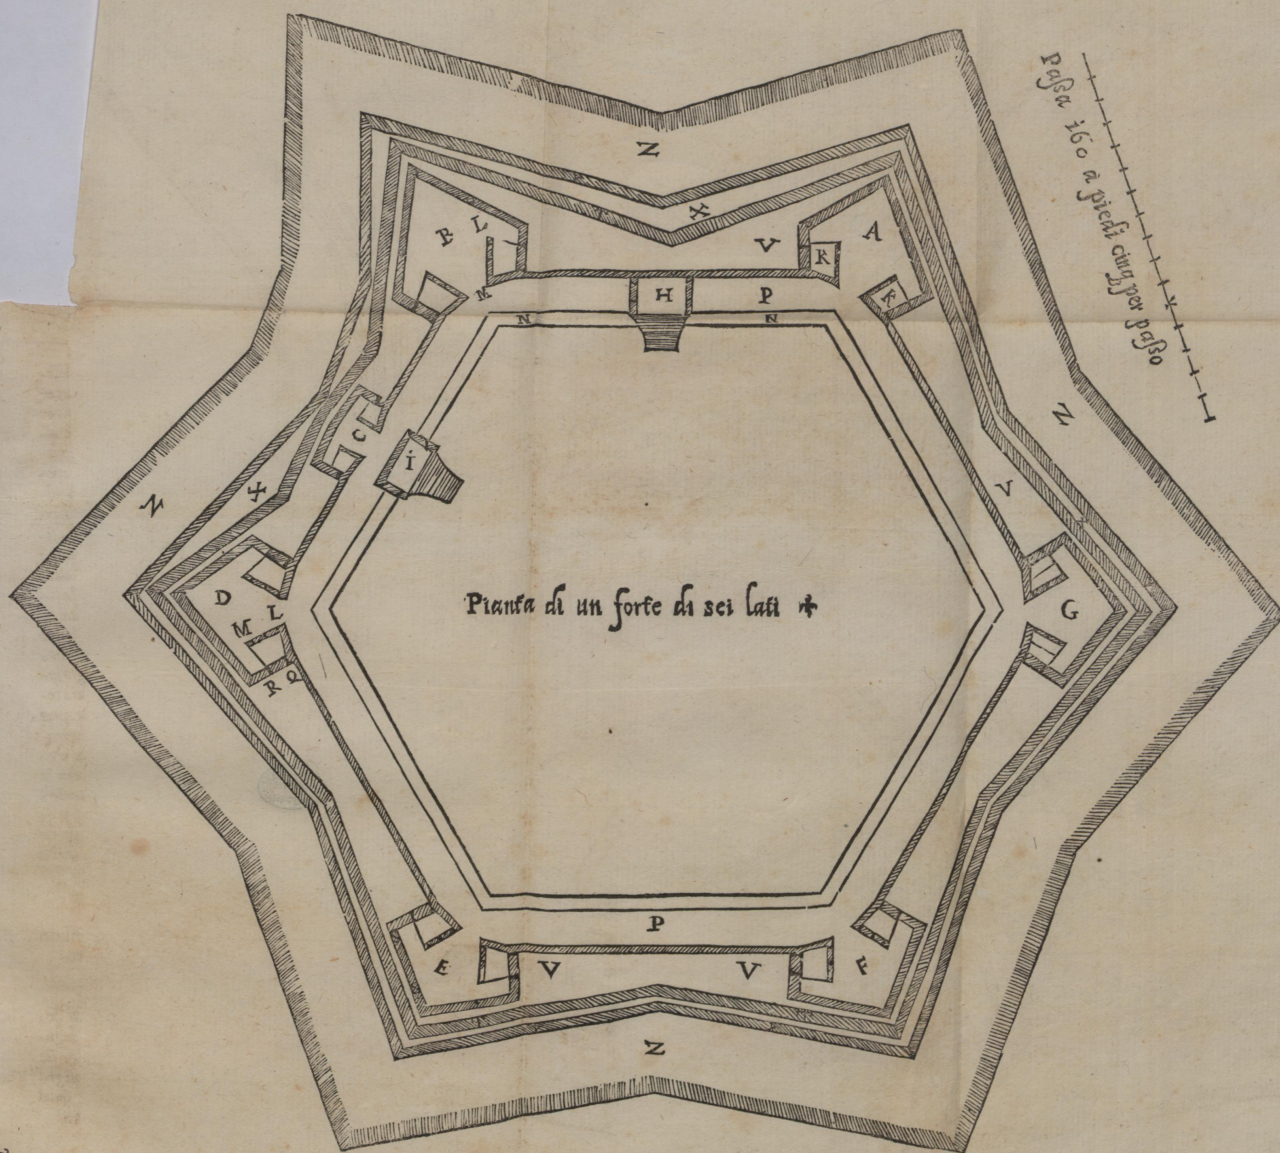 Passa 160 à piedi cinq per passo
Z
X
B L
V
R
A
M
H
P
K
N
N
Z
C
i
Z
X
V
Pianta di un forte di sei lati
D
L
G
M
R Q
P
E
V
V
F
Z